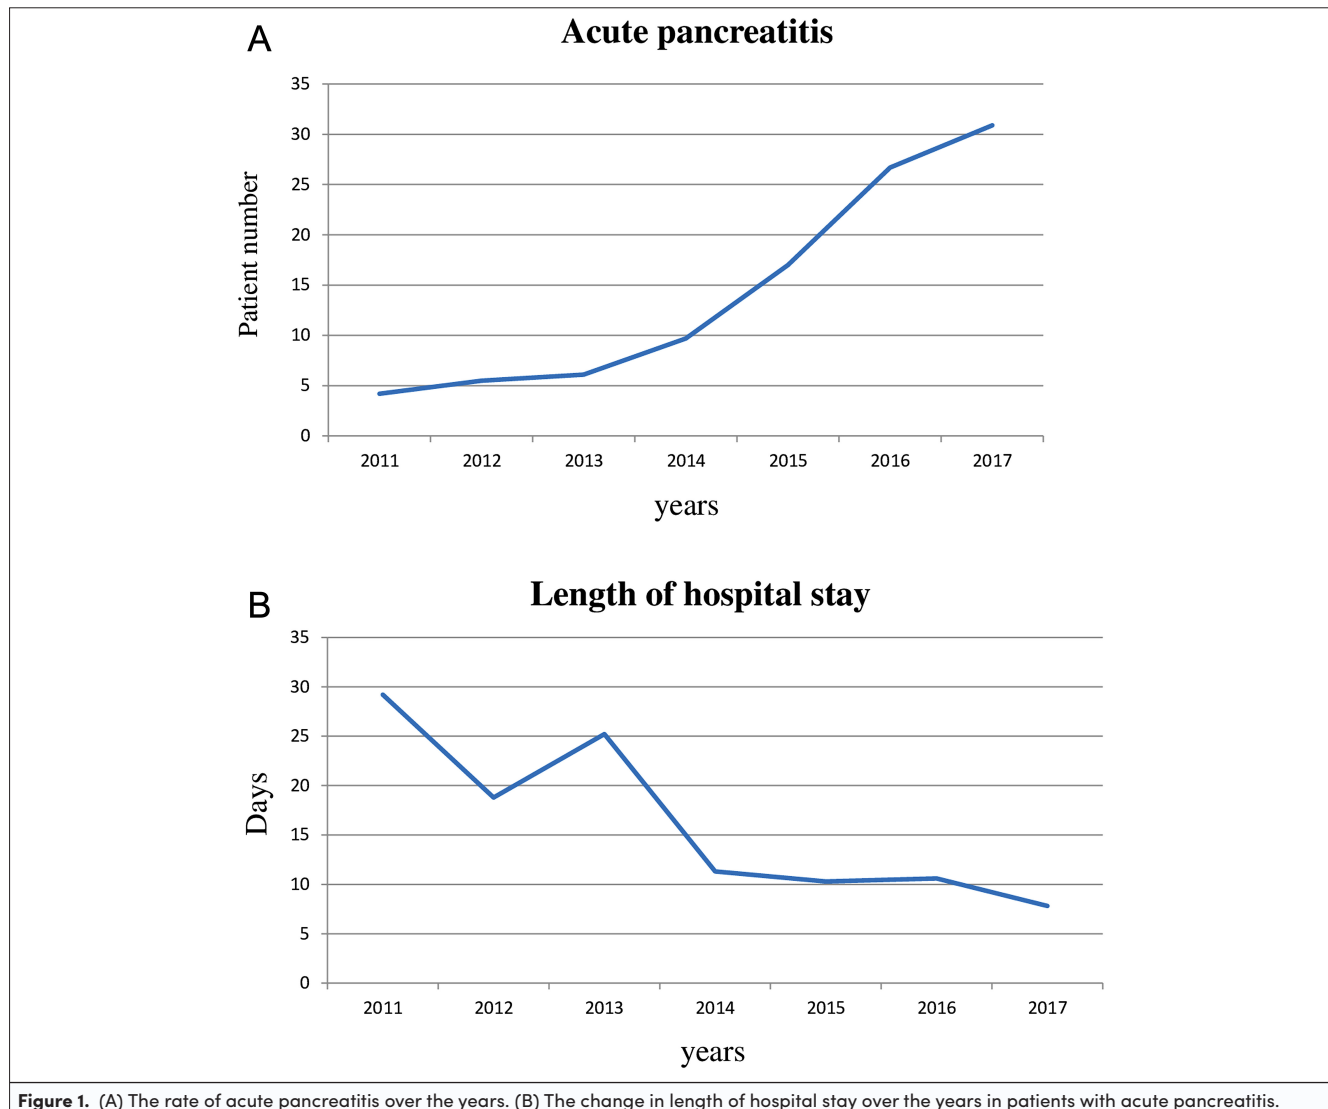 A
Acute pancreatitis
35
30
25
20
15
10
5
0
Patient number
2011 2012 2013 2014 2015 2016 2017
years
B
Length of hospital stay
35
30
25
20
15
10
5
0
Days
2011 2012 2013 2014 2015 2016 2017
years
Figure 1. (A) The rate of acute pancreatitis over the years. (B) The change in length of hospital stay over the years in patients with acute pancreatitis.